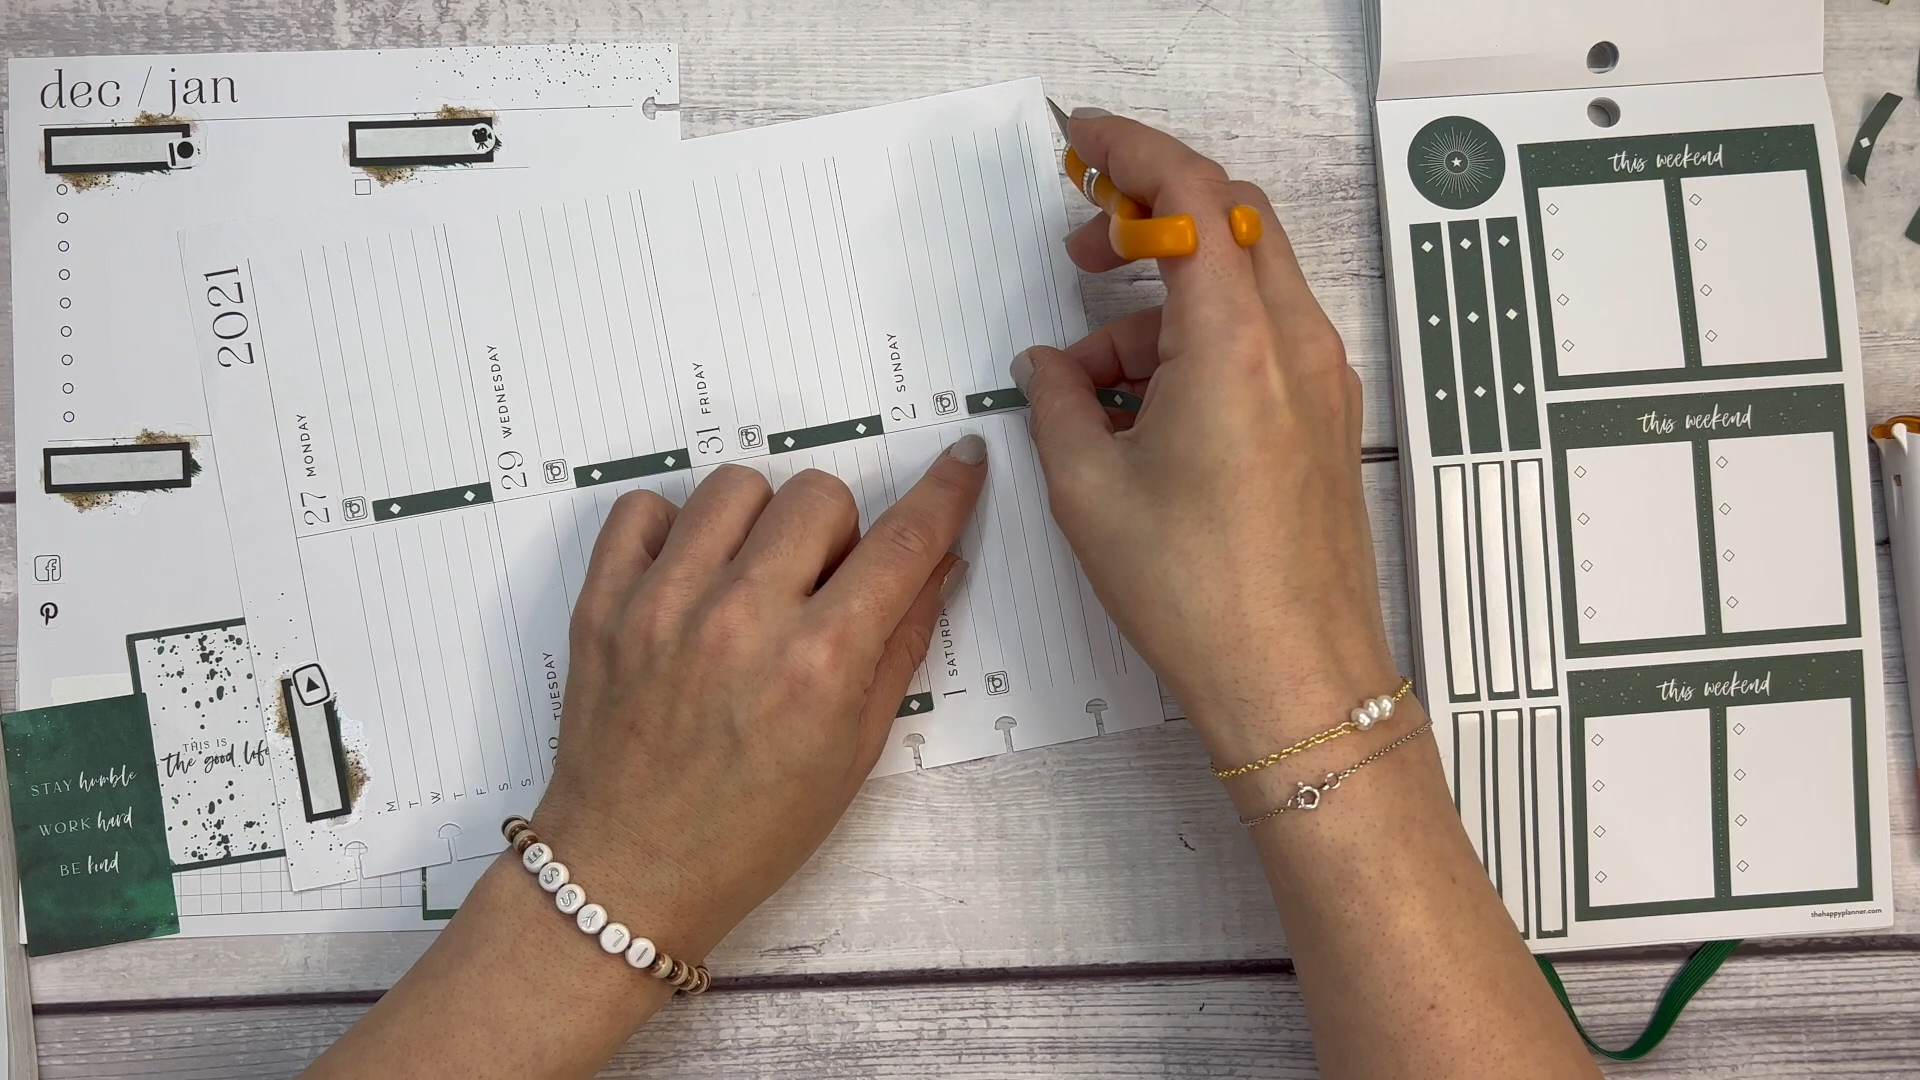 dec / jan
2021
27 MONDAY
29 WEDNESDAY
31 FRIDAY
2 SUNDAY
TUESDAY
1 SATURDA
M
T
W
T
F
S
S
THIS IS
the good life
STAY humble
WORK hard
BE kind
this weekend
this weekend
this weekend
thehappyplanner.com